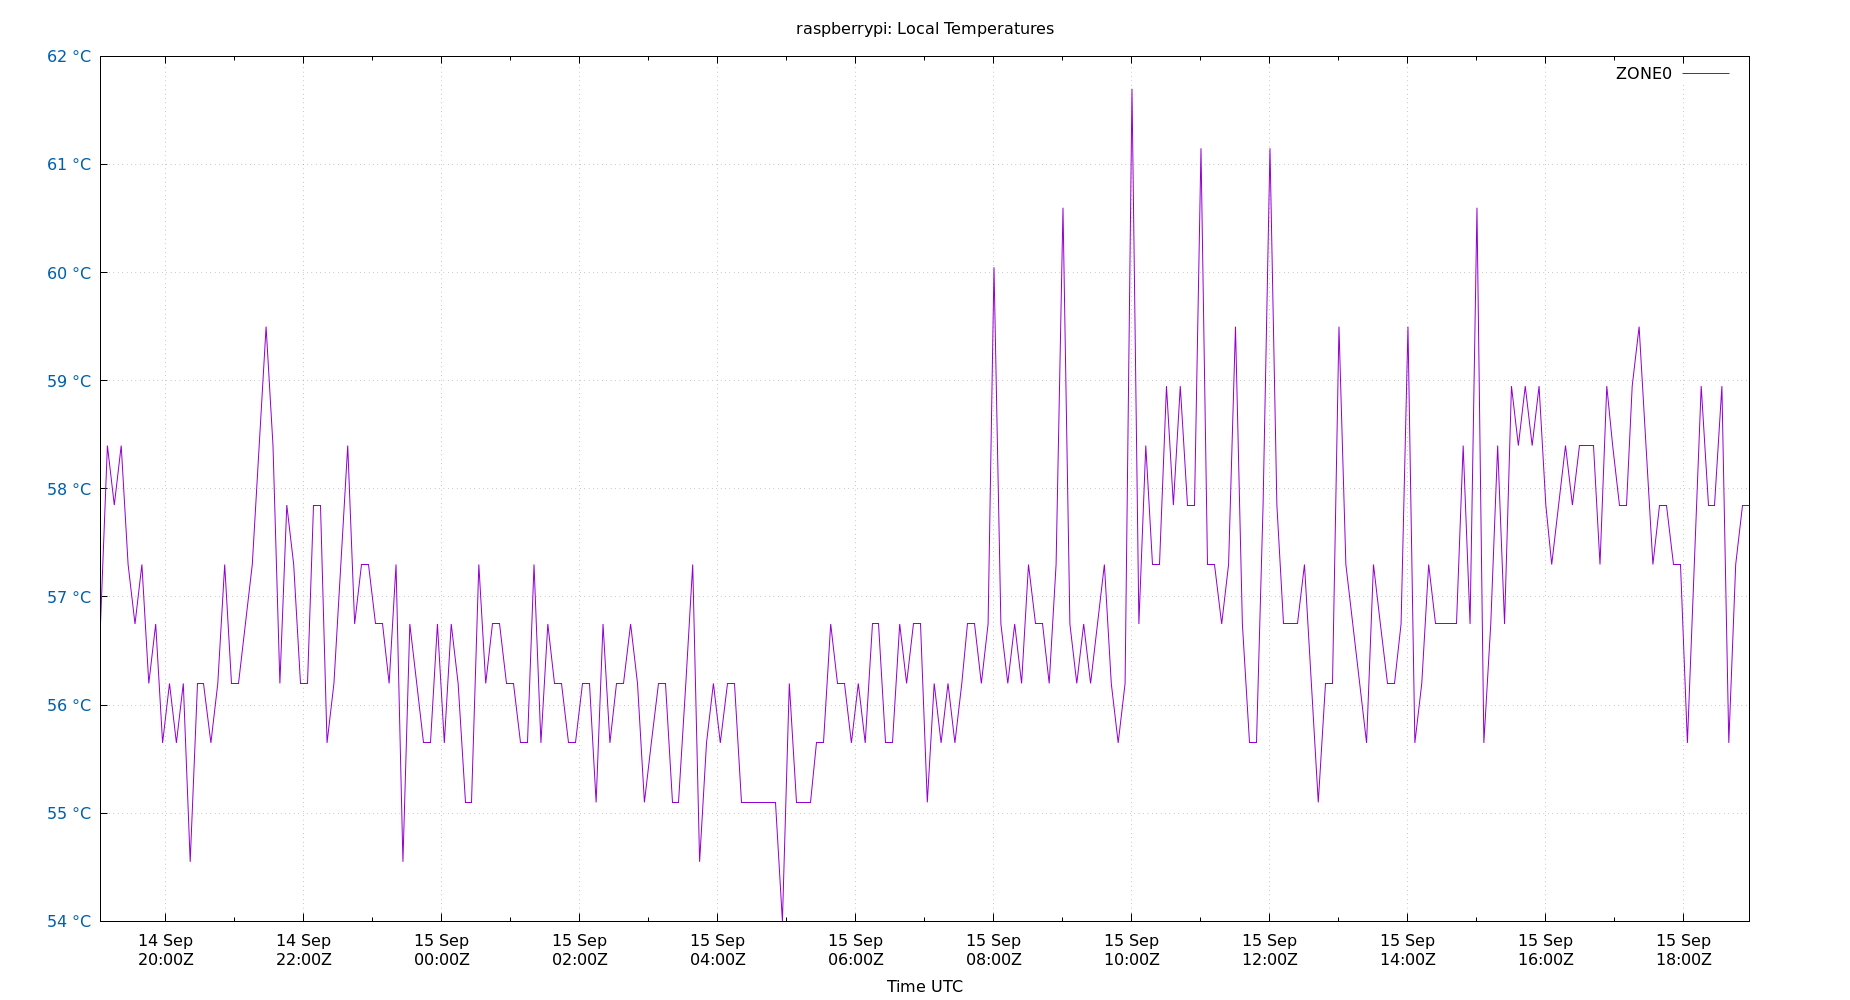 raspberrypi: Local Temperatures
ZONE0
62 °C
61 °C
60 °C
59 °C
58 °C
57 °C
56 °C
55 °C
54 °C
14 Sep 14 Sep 15 Sep 15 Sep 15 Sep 15 Sep 15 Sep 15 Sep 15 Sep 15 Sep 15 Sep 15 Sep
20:00Z 22:00Z 00:00Z 02:00Z 04:00Z 06:00Z 08:00Z 10:00Z 12:00Z 14:00Z 16:00Z 18:00Z
Time UTC